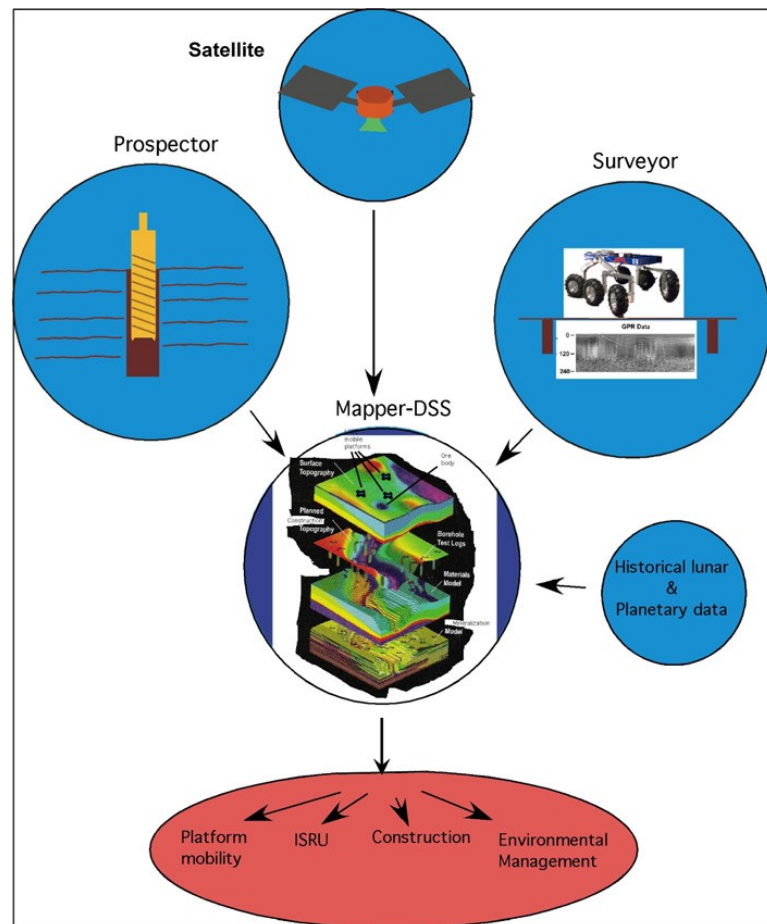 Satellite
Prospector
Surveyor
GPR Data
0
120
240
Mapper-DSS
mobile
platforms
Ore
body
Surface
Topography
Planned
Construction
Topography
Borehole
Test Logs
Materials
Model
Mineralization
Model
Historical lunar
&
Planetary data
Platform
mobility
ISRU
Construction
Environmental
Management